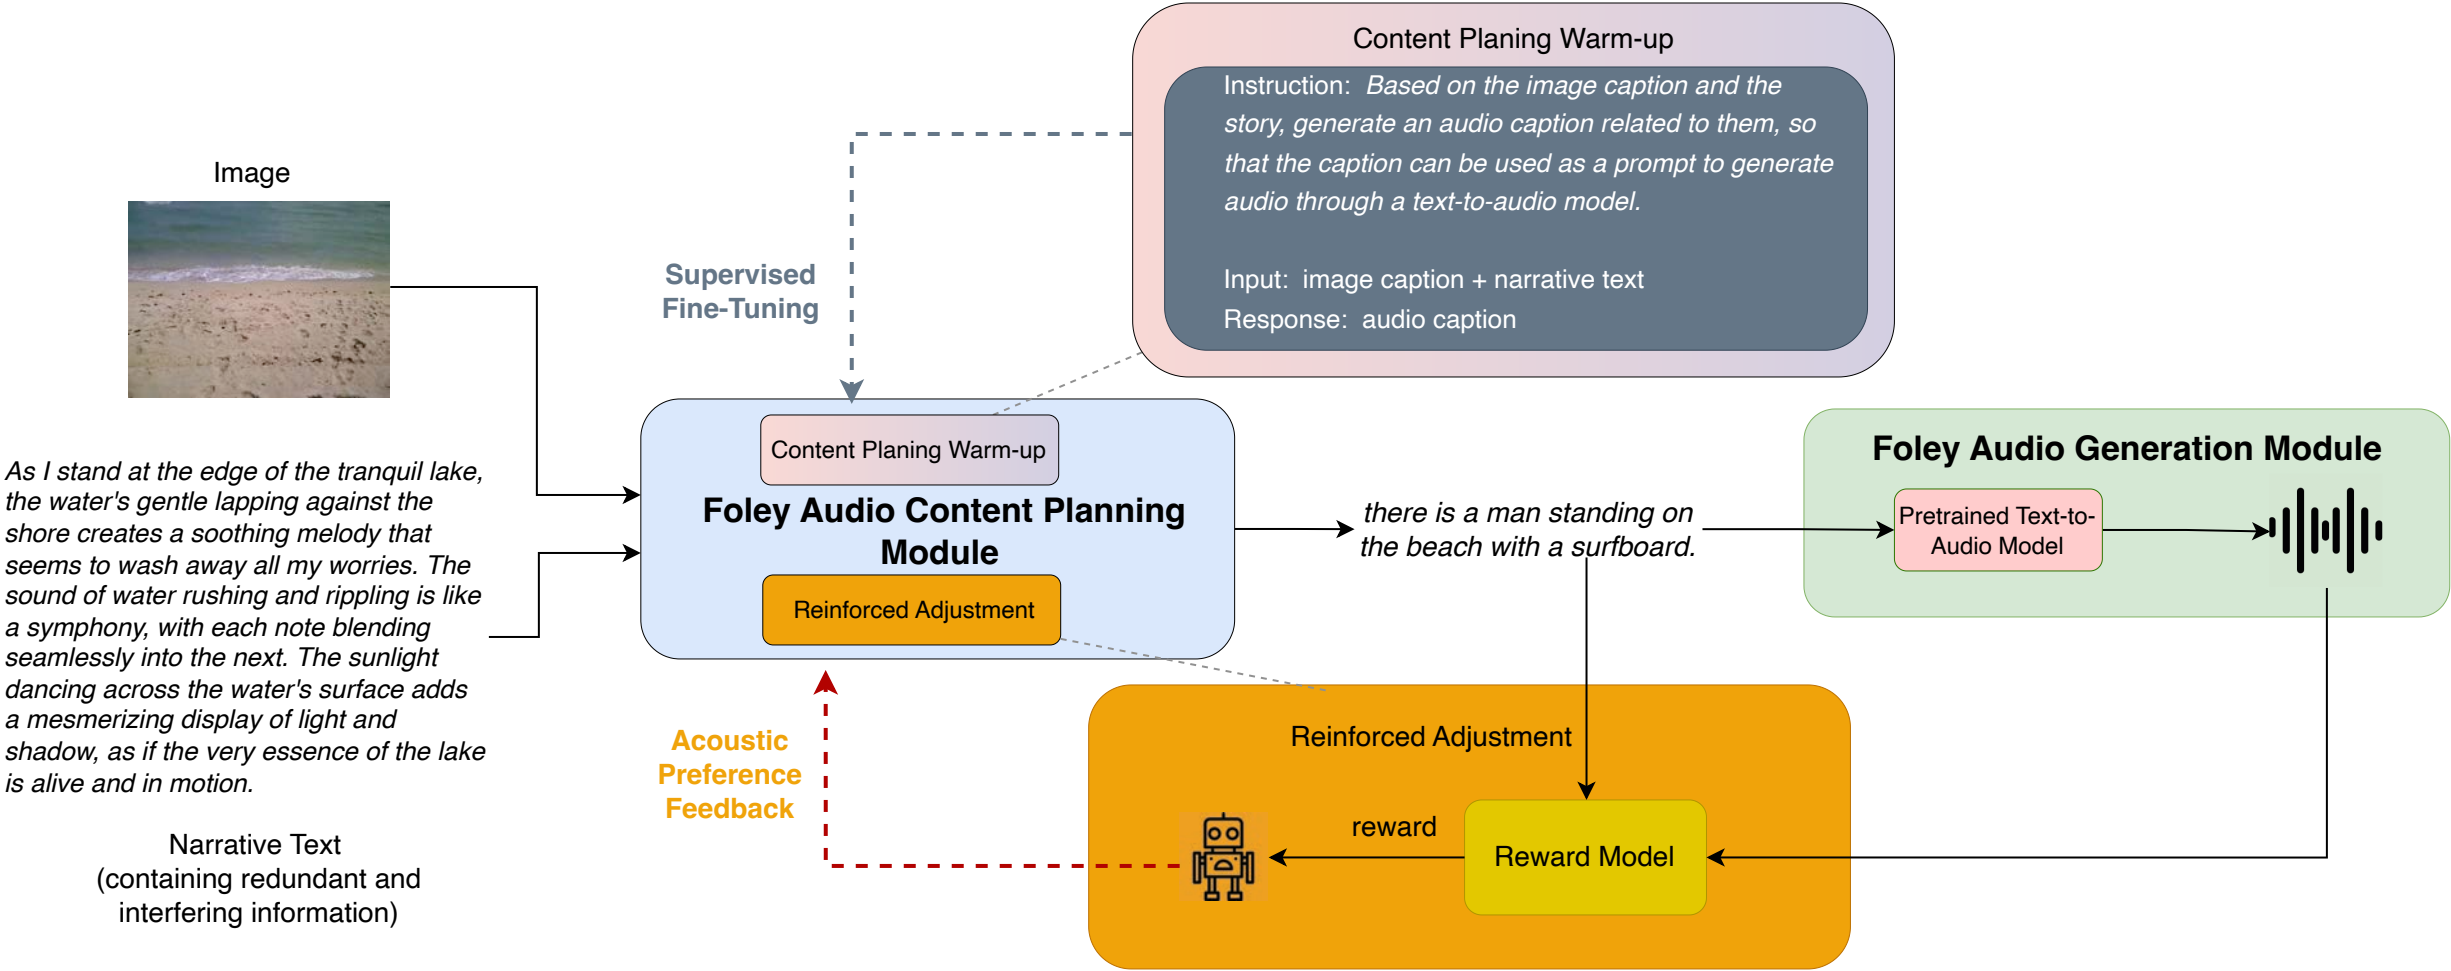 Content Planing Warm-up
Instruction: Based on the image caption and the
story, generate an audio caption related to them, so
that the caption can be used as a prompt to generate
audio through a text-to-audio model.
Input: image caption + narrative text
Response: audio caption
Image
Supervised
Fine-Tuning
As I stand at the edge of the tranquil lake,
the water's gentle lapping against the
shore creates a soothing melody that
seems to wash away all my worries. The
sound of water rushing and rippling is like
a symphony, with each note blending
seamlessly into the next. The sunlight
dancing across the water's surface adds
a mesmerizing display of light and
shadow, as if the very essence of the lake
is alive and in motion.
Narrative Text
(containing redundant and
interfering information)
Content Planing Warm-up
Foley Audio Content Planning
Module
Reinforced Adjustment
there is a man standing on
the beach with a surfboard.
Foley Audio Generation Module
Pretrained Text-to-
Audio Model
Acoustic
Preference
Feedback
Reinforced Adjustment
reward
Reward Model